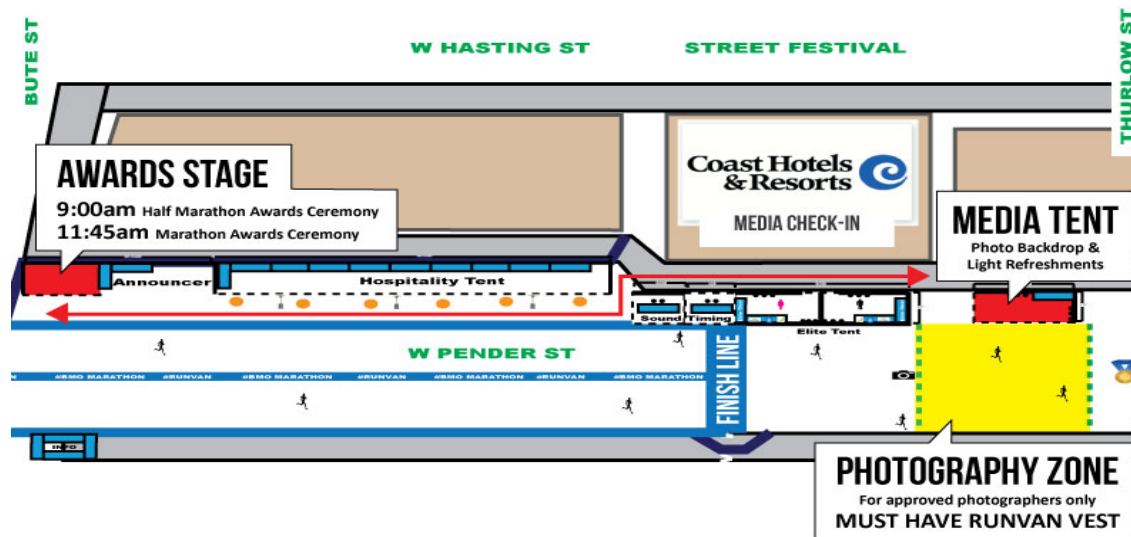 BUTE ST
W HASTING ST
STREET FESTIVAL
THURLOW ST
AWARDS STAGE
9:00am Half Marathon Awards Ceremony
11:45am Marathon Awards Ceremony
Coast Hotels
& Resorts
MEDIA CHECK-IN
MEDIA TENT
Photo Backdrop &
Light Refreshments
Announcer
Hospitality Tent
Sound
Timing
Elite Tent
W PENDER ST
FINISH LINE
#BMO MARATHON
#RUNVAN
#BMO MARATHON
#RUNVAN
#BMO MARATHON
#RUNVAN
#BMO MARATHON
INFO
PHOTOGRAPHY ZONE
For approved photographers only
MUST HAVE RUNVAN VEST